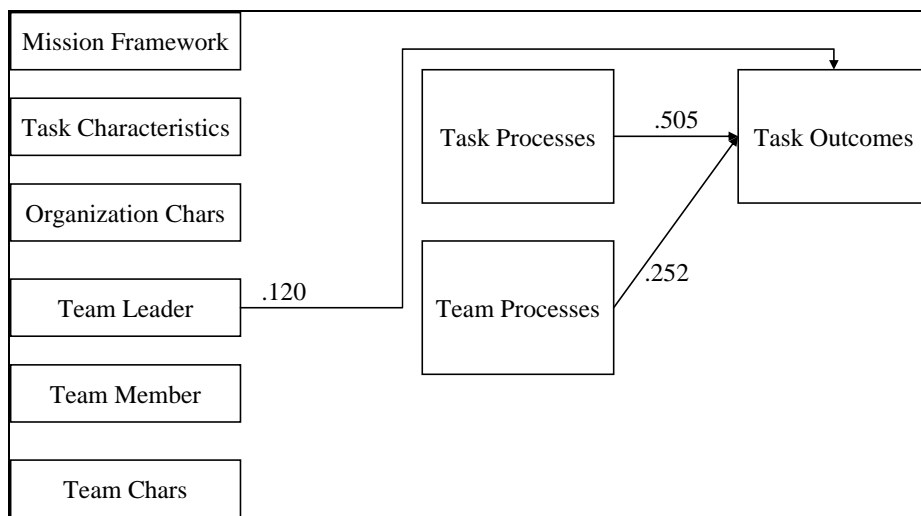 Mission Framework
Task Characteristics
Organization Chars
Team Leader
Team Member
Team Chars
.120
Task Processes
Team Processes
.505
.252
Task Outcomes